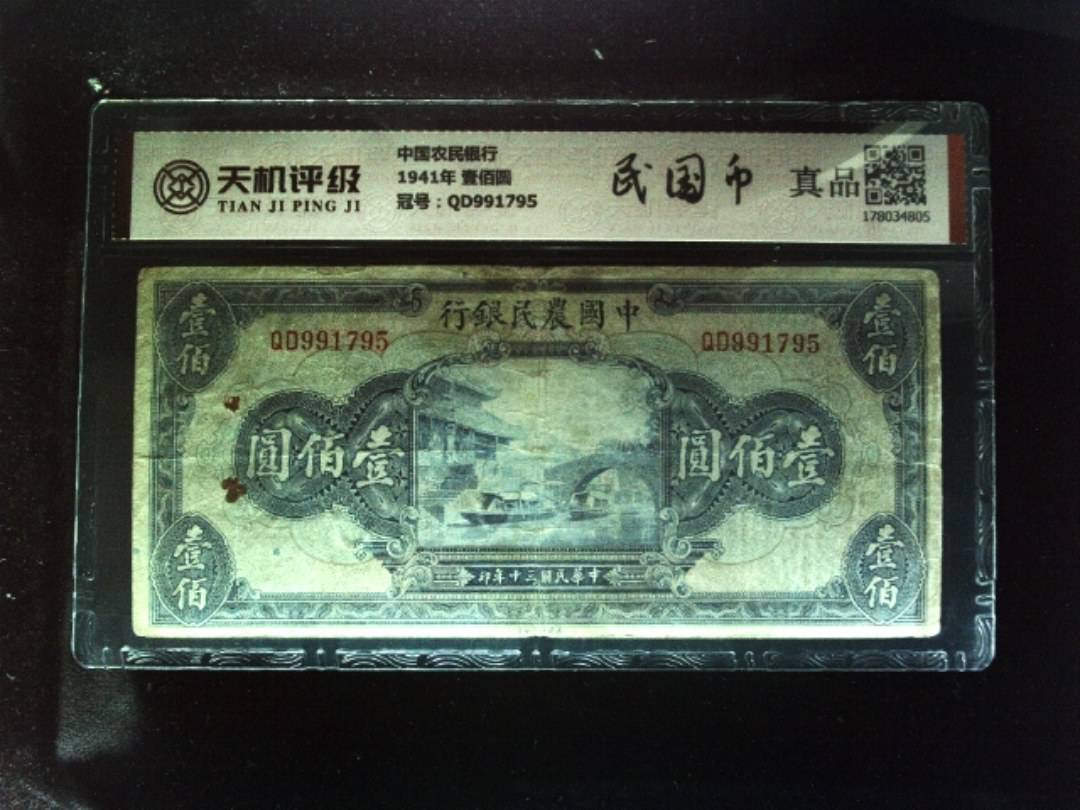 天机评级
TIAN JI PING JI
中国农民银行
1941年 壹佰圆
冠号：QD991795
民国币
真品
178034805
行銀民農國中
QD991795
QD991795
壹佰
壹佰
圓佰壹
圓佰壹
壹佰
壹佰
印年十三國民華中